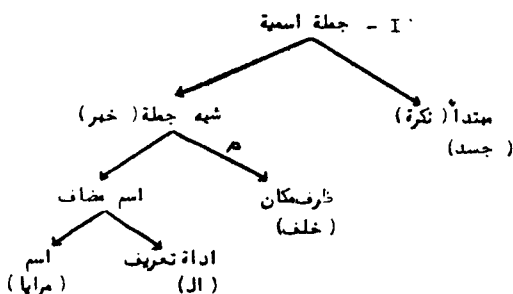 I - جملة اسمية
مبتدأ (نكرة) شبه جملة (خبر)
(جسد)
م
ظرف مكان اسم مضاف
(خلف)
اداة تعريف اسم
(ال) (مرايا)